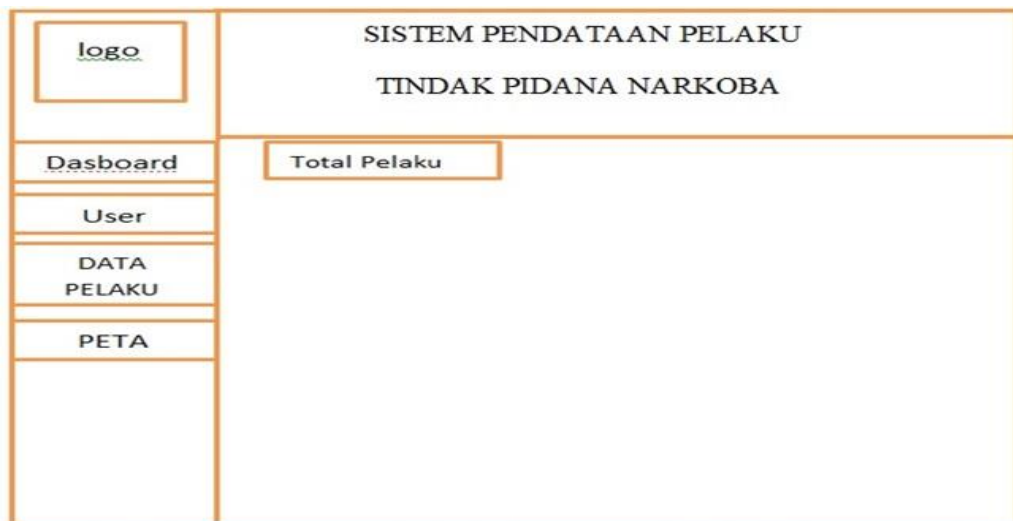 logo
SISTEM PENDATAAN PELAKU
TINDAK PIDANA NARKOBA
Dasboard
Total Pelaku
User
DATA
PELAKU
PETA